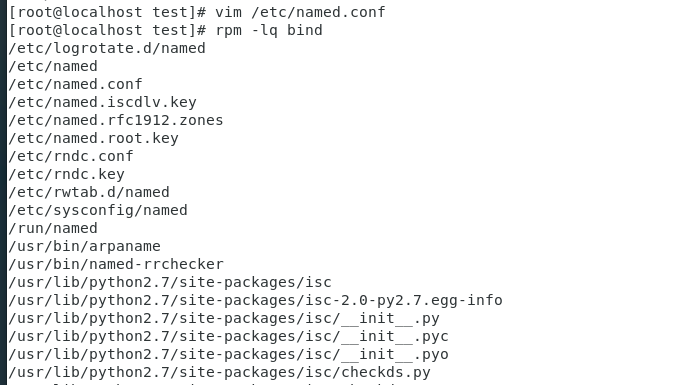 [root@localhost test]# vim /etc/named.conf
[root@localhost test]# rpm -lq bind
/etc/logrotate.d/named
/etc/named
/etc/named.conf
/etc/named.iscdlv.key
/etc/named.rfc1912.zones
/etc/named.root.key
/etc/rndc.conf
/etc/rndc.key
/etc/rwtab.d/named
/etc/sysconfig/named
/run/named
/usr/bin/arpaname
/usr/bin/named-rrchecker
/usr/lib/python2.7/site-packages/isc
/usr/lib/python2.7/site-packages/isc-2.0-py2.7.egg-info
/usr/lib/python2.7/site-packages/isc/__init__.py
/usr/lib/python2.7/site-packages/isc/__init__.pyc
/usr/lib/python2.7/site-packages/isc/__init__.pyo
/usr/lib/python2.7/site-packages/isc/checkds.py